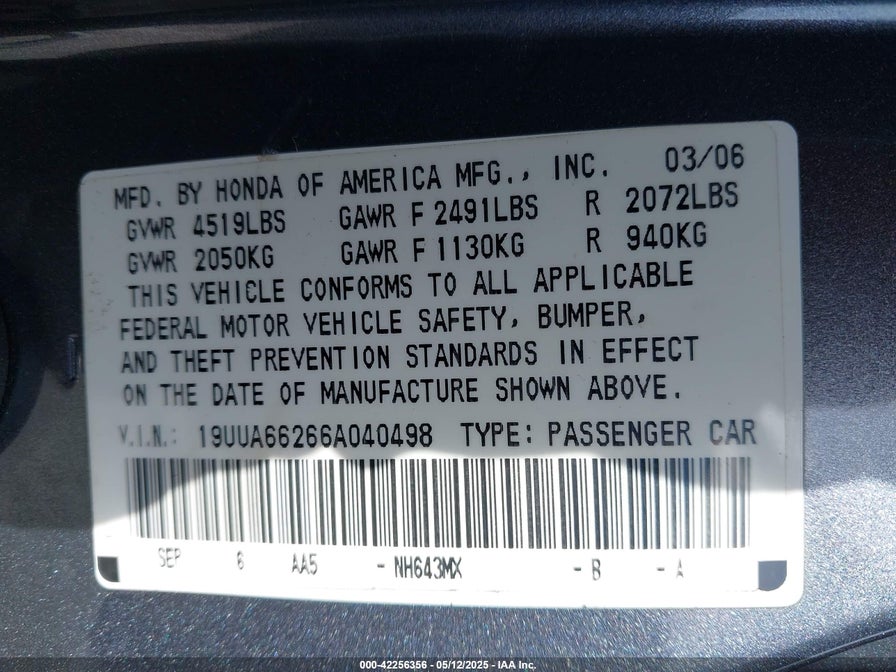 MFD. BY HONDA OF AMERICA MFG., INC. 03/06
GVWR 4519LBS GAWR F 2491LBS R 2072LBS
GVWR 2050KG GAWR F 1130KG R 940KG
THIS VEHICLE CONFORMS TO ALL APPLICABLE
FEDERAL MOTOR VEHICLE SAFETY, BUMPER,
AND THEFT PREVENTION STANDARDS IN EFFECT
ON THE DATE OF MANUFACTURE SHOWN ABOVE.
V.I.N.: 19UUA66266A040498 TYPE: PASSENGER CAR
SEP 6 AA5 -NH643MX -B -A
000-42256356 - 05/12/2025 - IAA Inc.